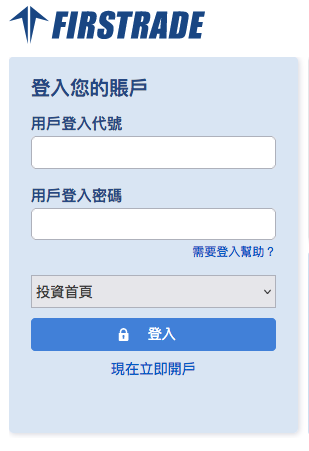 FIRSTRADE
登入您的賬戶
用戶登入代號
用戶登入密碼
需要登入幫助？
投資首頁
登入
現在立即開戶